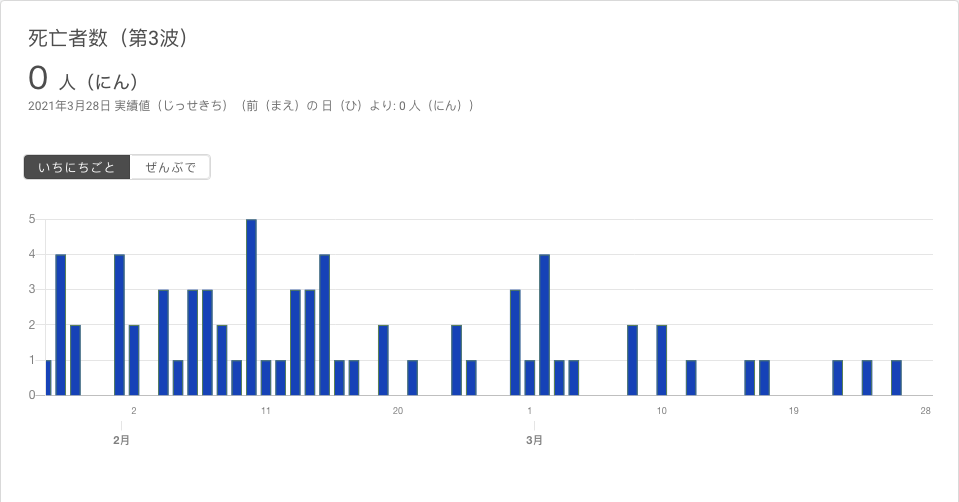 死亡者数（第3波）
0 人（にん）
2021年3月28日 実績値（じっせきち）（前（まえ）の 日（ひ）より: 0 人（にん））
いちにちごと ぜんぶで
5
4
3
2
1
0
2 11 20 1 10 19 28
2月 3月